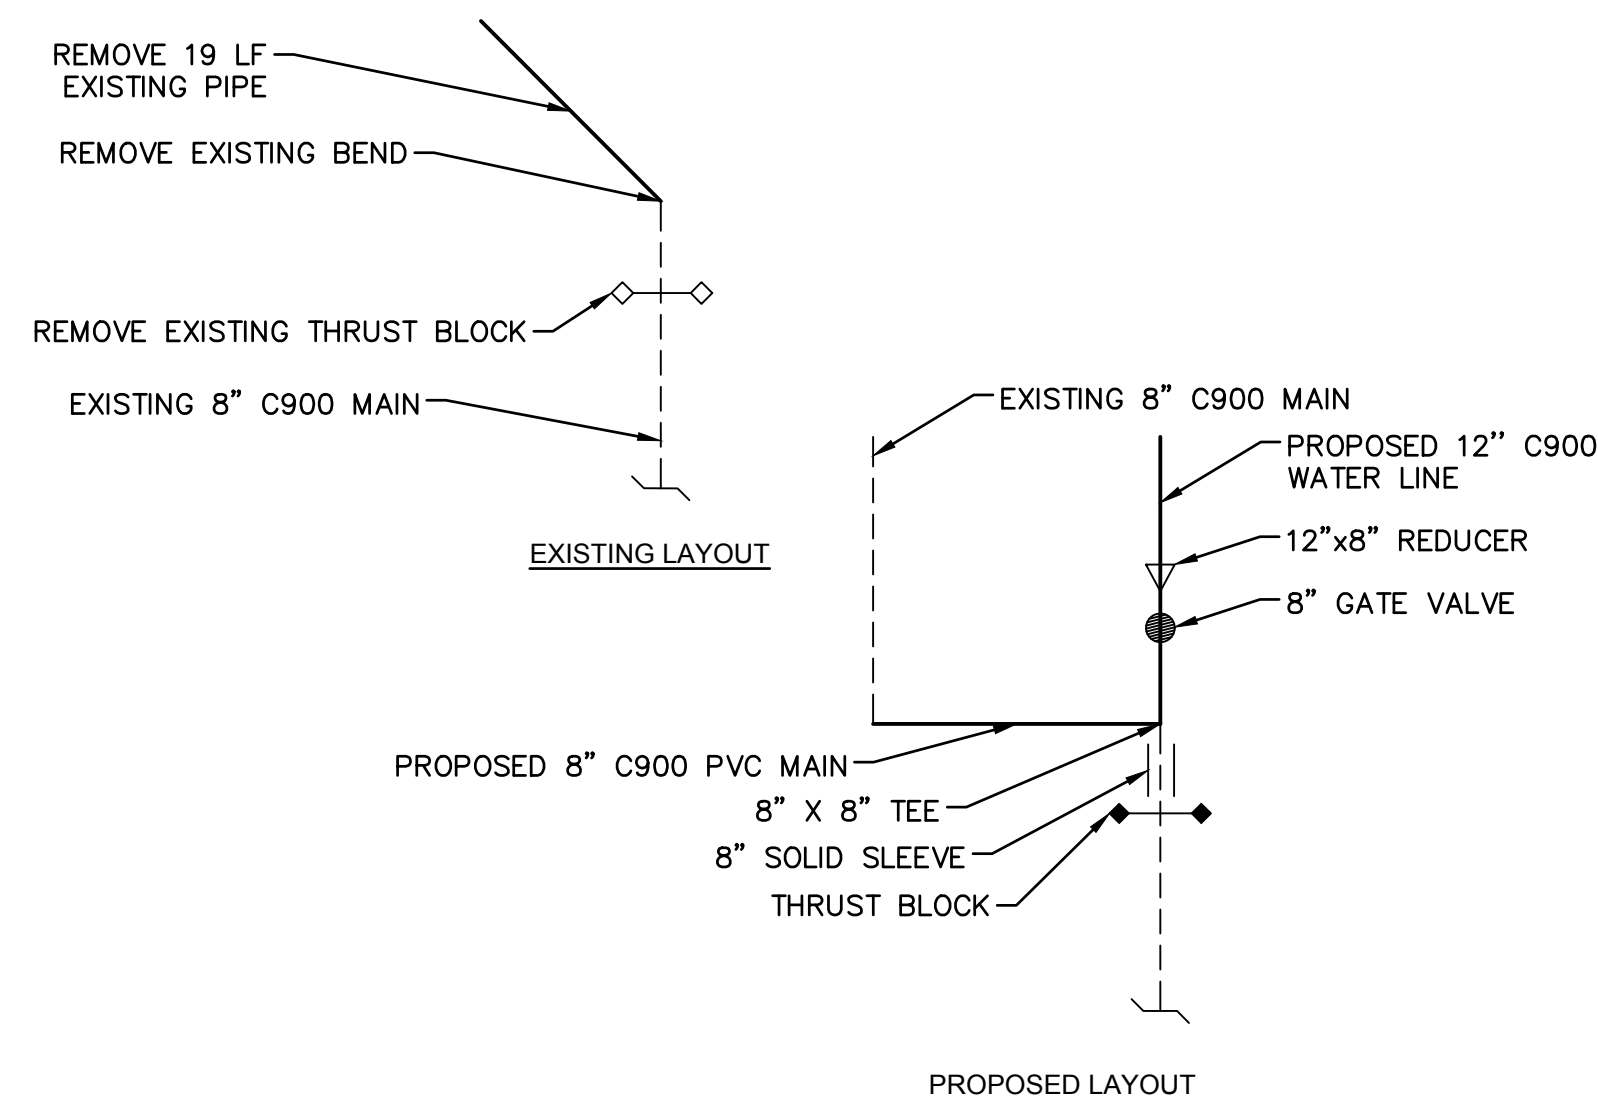 REMOVE 19 LF
EXISTING PIPE
REMOVE EXISTING BEND
REMOVE EXISTING THRUST BLOCK
EXISTING 8" C900 MAIN
EXISTING LAYOUT
EXISTING 8" C900 MAIN
PROPOSED 12'' C900
WATER LINE
12"x8" REDUCER
8" GATE VALVE
PROPOSED 8" C900 PVC MAIN
8" X 8" TEE
8" SOLID SLEEVE
THRUST BLOCK
PROPOSED LAYOUT